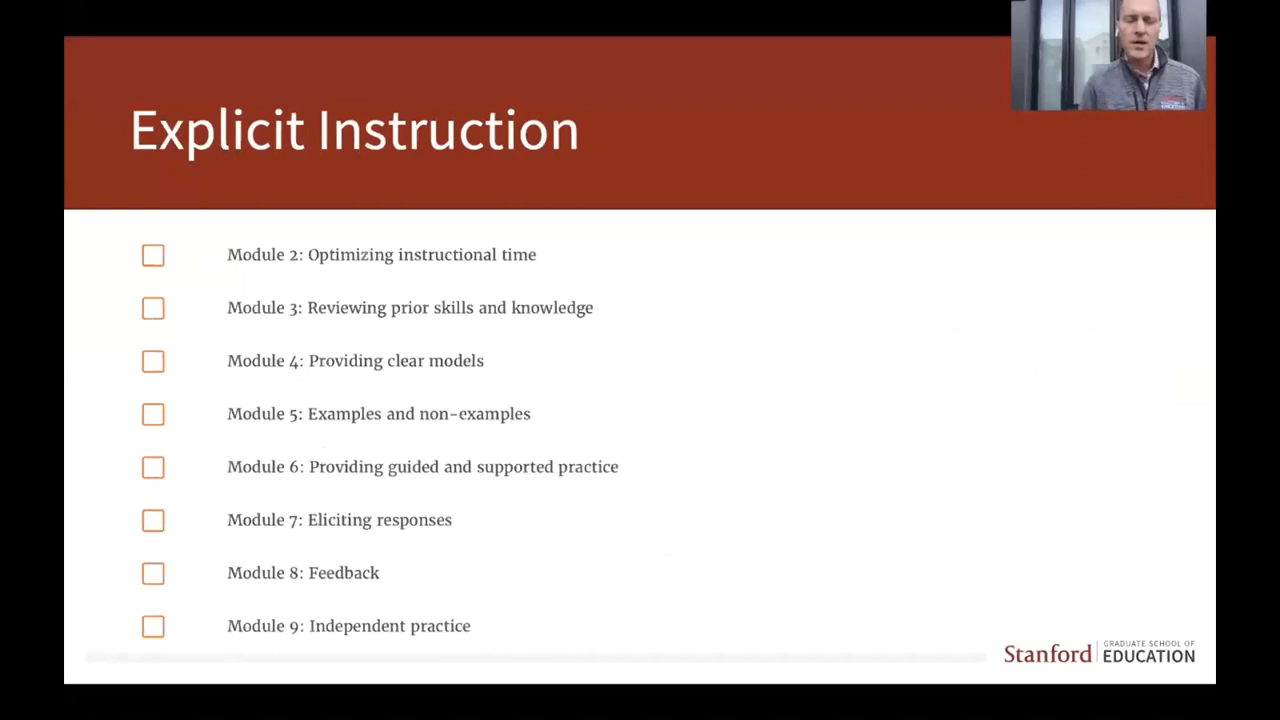 Explicit Instruction
Module 2: Optimizing instructional time
Module 3: Reviewing prior skills and knowledge
Module 4: Providing clear models
Module 5: Examples and non-examples
Module 6: Providing guided and supported practice
Module 7: Eliciting responses
Module 8: Feedback
Module 9: Independent practice
Stanford
GRADUATE SCHOOL OF
EDUCATION